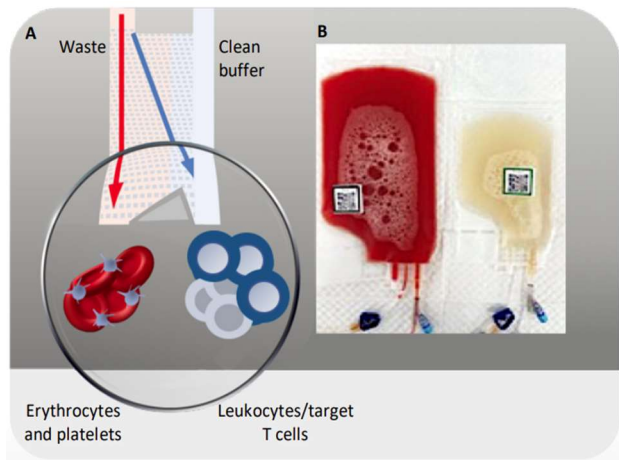 A
Waste
Clean
buffer
B
Erythrocytes
and platelets
Leukocytes/target
T cells